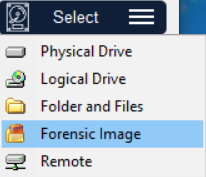 Select
Physical Drive
Logical Drive
Folder and Files
Forensic Image
Remote